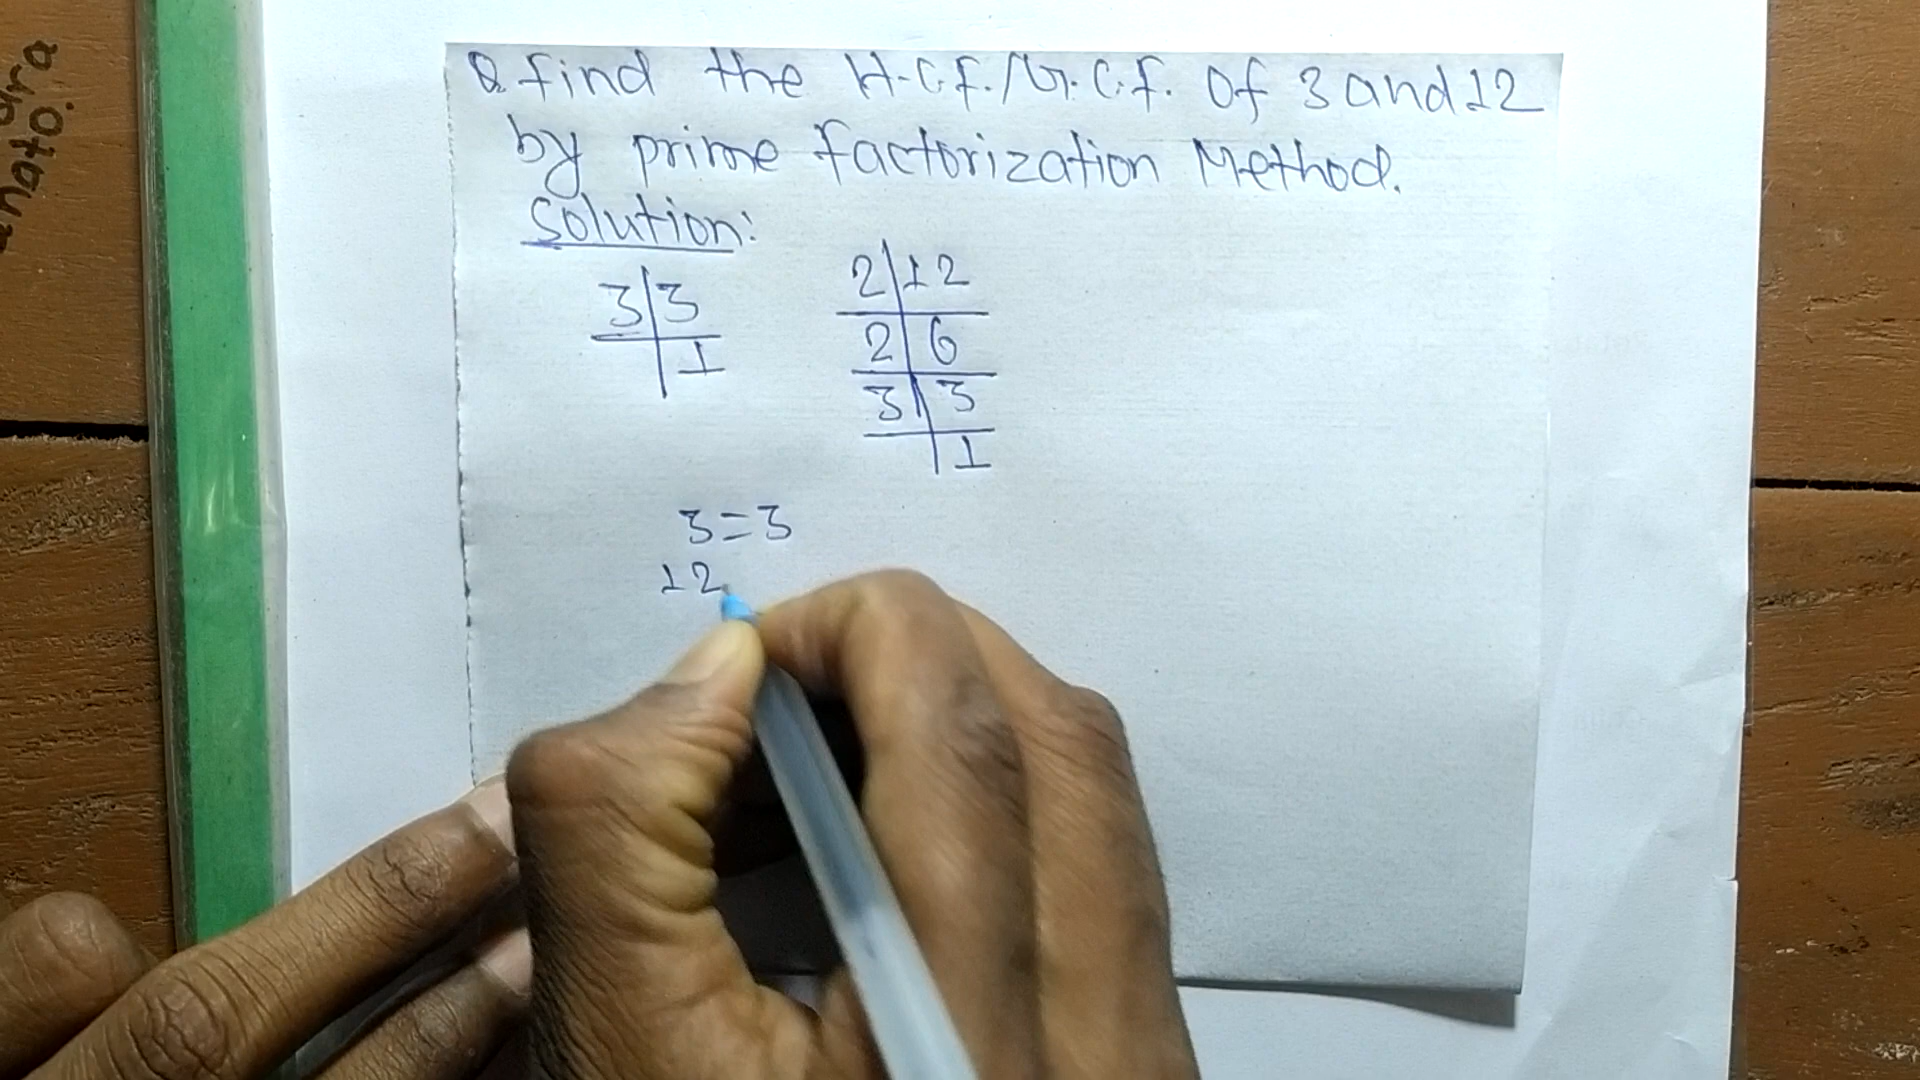 Q Find the H.C.F./G.C.F. Of 3 and 12
by prime factorization Method.
Solution:
3 3
1
2 12
2 6
3 3
1
3=3
12